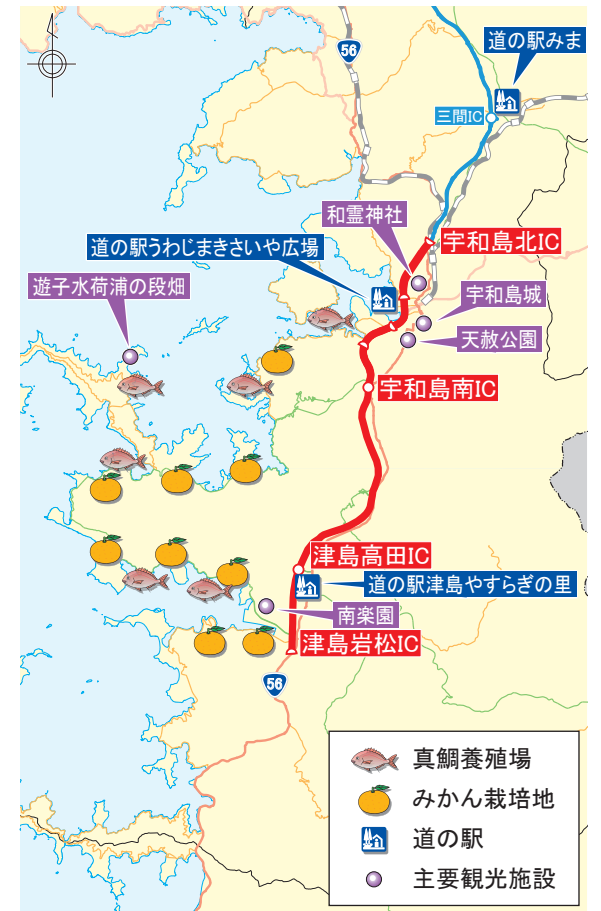 56
道の駅みま
三間IC
和霊神社
宇和島北IC
道の駅うわじまきさいや広場
遊子水荷浦の段畑
宇和島城
天赦公園
宇和島南IC
津島高田IC
道の駅津島やすらぎの里
南楽園
津島岩松IC
56
真鯛養殖場
みかん栽培地
道の駅
主要観光施設